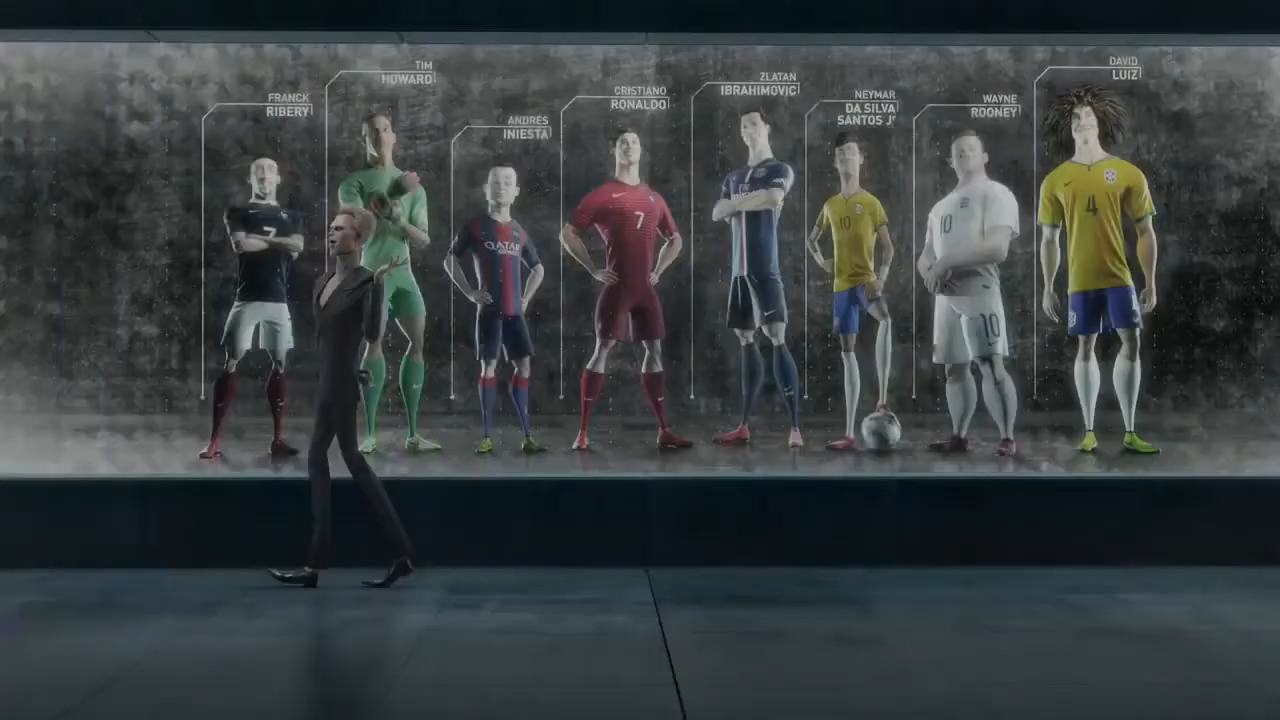 FRANCK
RIBERY
TIM
HOWARD
ANDRÉS
INIESTA
CRISTIANO
RONALDO
ZLATAN
IBRAHIMOVIC
NEYMAR
DA SILVA
SANTOS JR
WAYNE
ROONEY
DAVID
LUIZ
7
QATAR
7
10
10
10
4